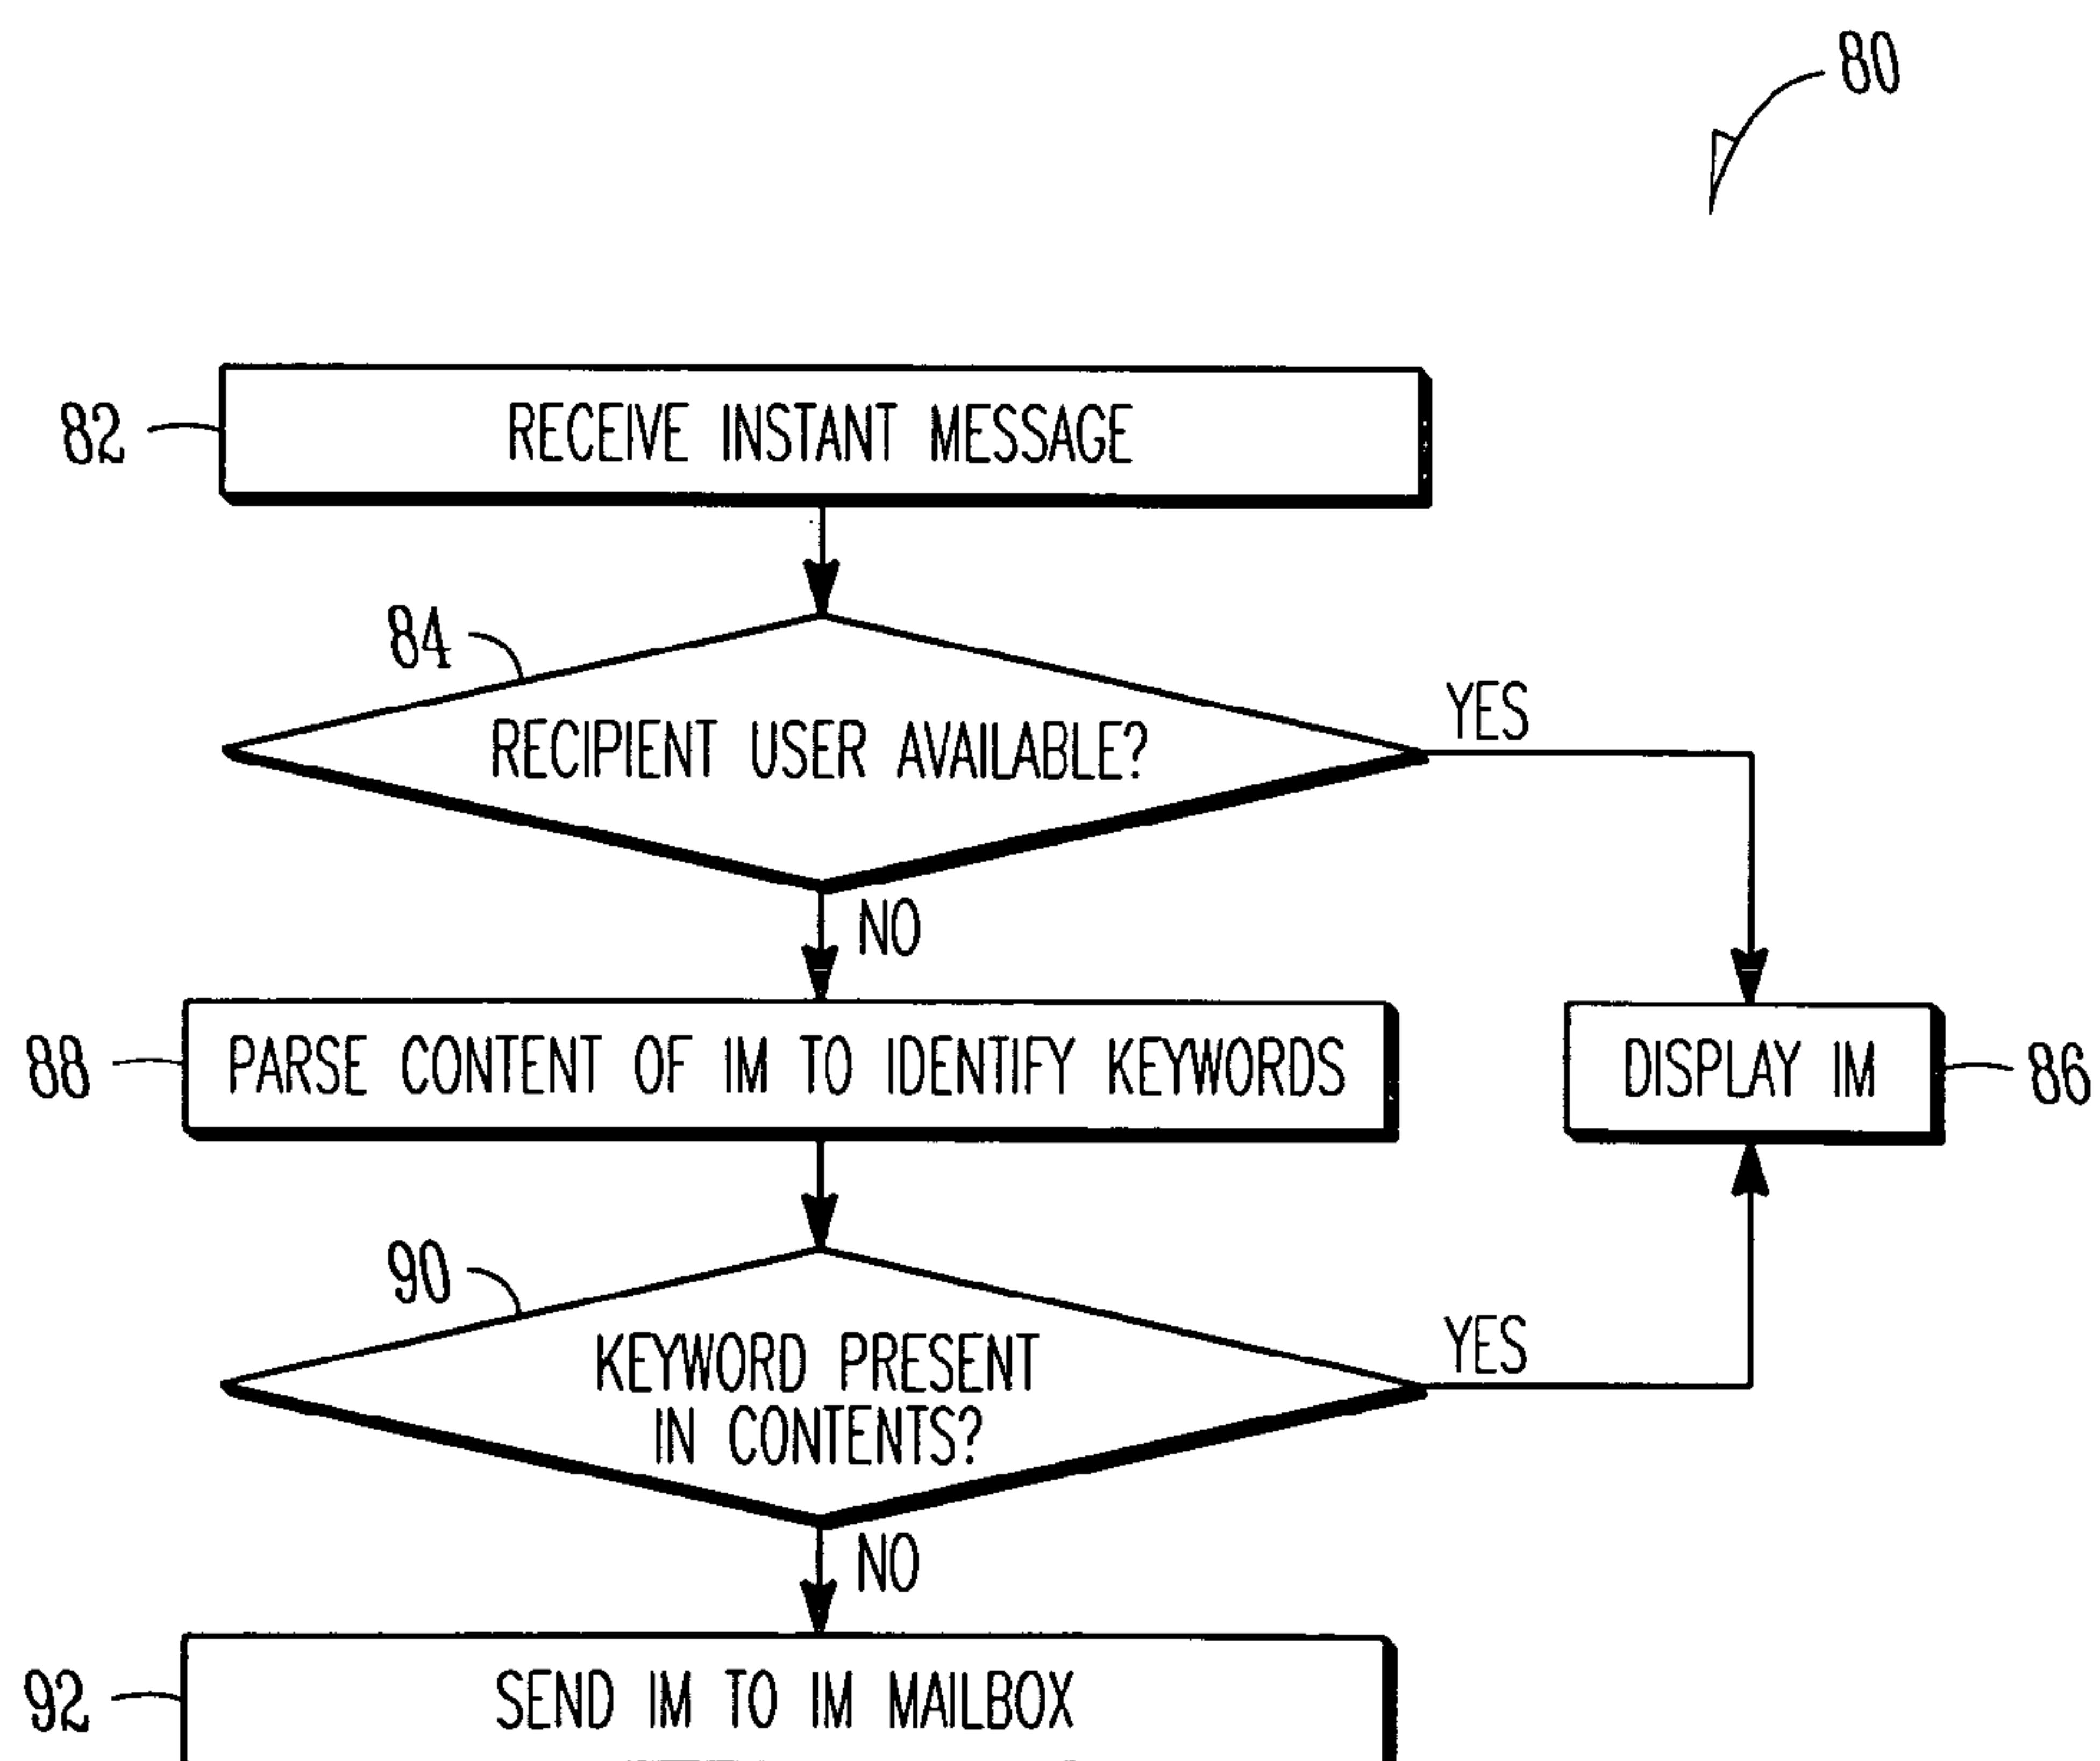 80
82
RECEIVE INSTANT MESSAGE
84
RECIPIENT USER AVAILABLE?
YES
NO
88
PARSE CONTENT OF IM TO IDENTIFY KEYWORDS
DISPLAY IM
86
90
KEYWORD PRESENT
IN CONTENTS?
YES
NO
92
SEND IM TO IM MAILBOX